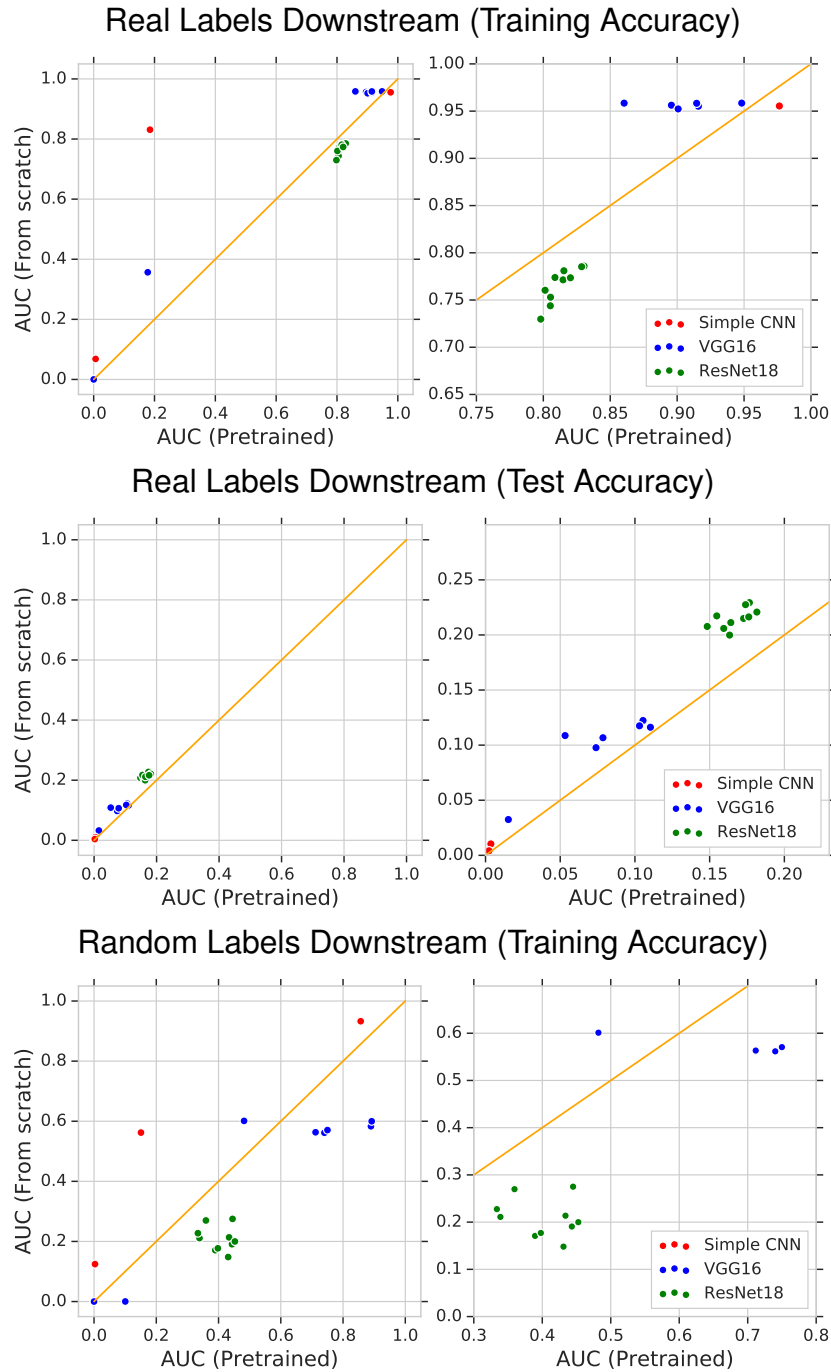 Real Labels Downstream (Training Accuracy)
AUC (From scratch)
1.0
0.8
0.6
0.4
0.2
0.0
0.0 0.2 0.4 0.6 0.8 1.0
AUC (Pretrained)
1.00
0.95
0.90
0.85
0.80
0.75
0.70
0.65
Simple CNN
VGG16
ResNet18
0.75 0.80 0.85 0.90 0.95 1.00
AUC (Pretrained)
Real Labels Downstream (Test Accuracy)
AUC (From scratch)
1.0
0.8
0.6
0.4
0.2
0.0
0.0 0.2 0.4 0.6 0.8 1.0
AUC (Pretrained)
0.25
0.20
0.15
0.10
0.05
0.00
Simple CNN
VGG16
ResNet18
0.00 0.05 0.10 0.15 0.20
AUC (Pretrained)
Random Labels Downstream (Training Accuracy)
AUC (From scratch)
1.0
0.8
0.6
0.4
0.2
0.0
0.0 0.2 0.4 0.6 0.8 1.0
AUC (Pretrained)
0.6
0.5
0.4
0.3
0.2
0.1
0.0
Simple CNN
VGG16
ResNet18
0.3 0.4 0.5 0.6 0.7 0.8
AUC (Pretrained)